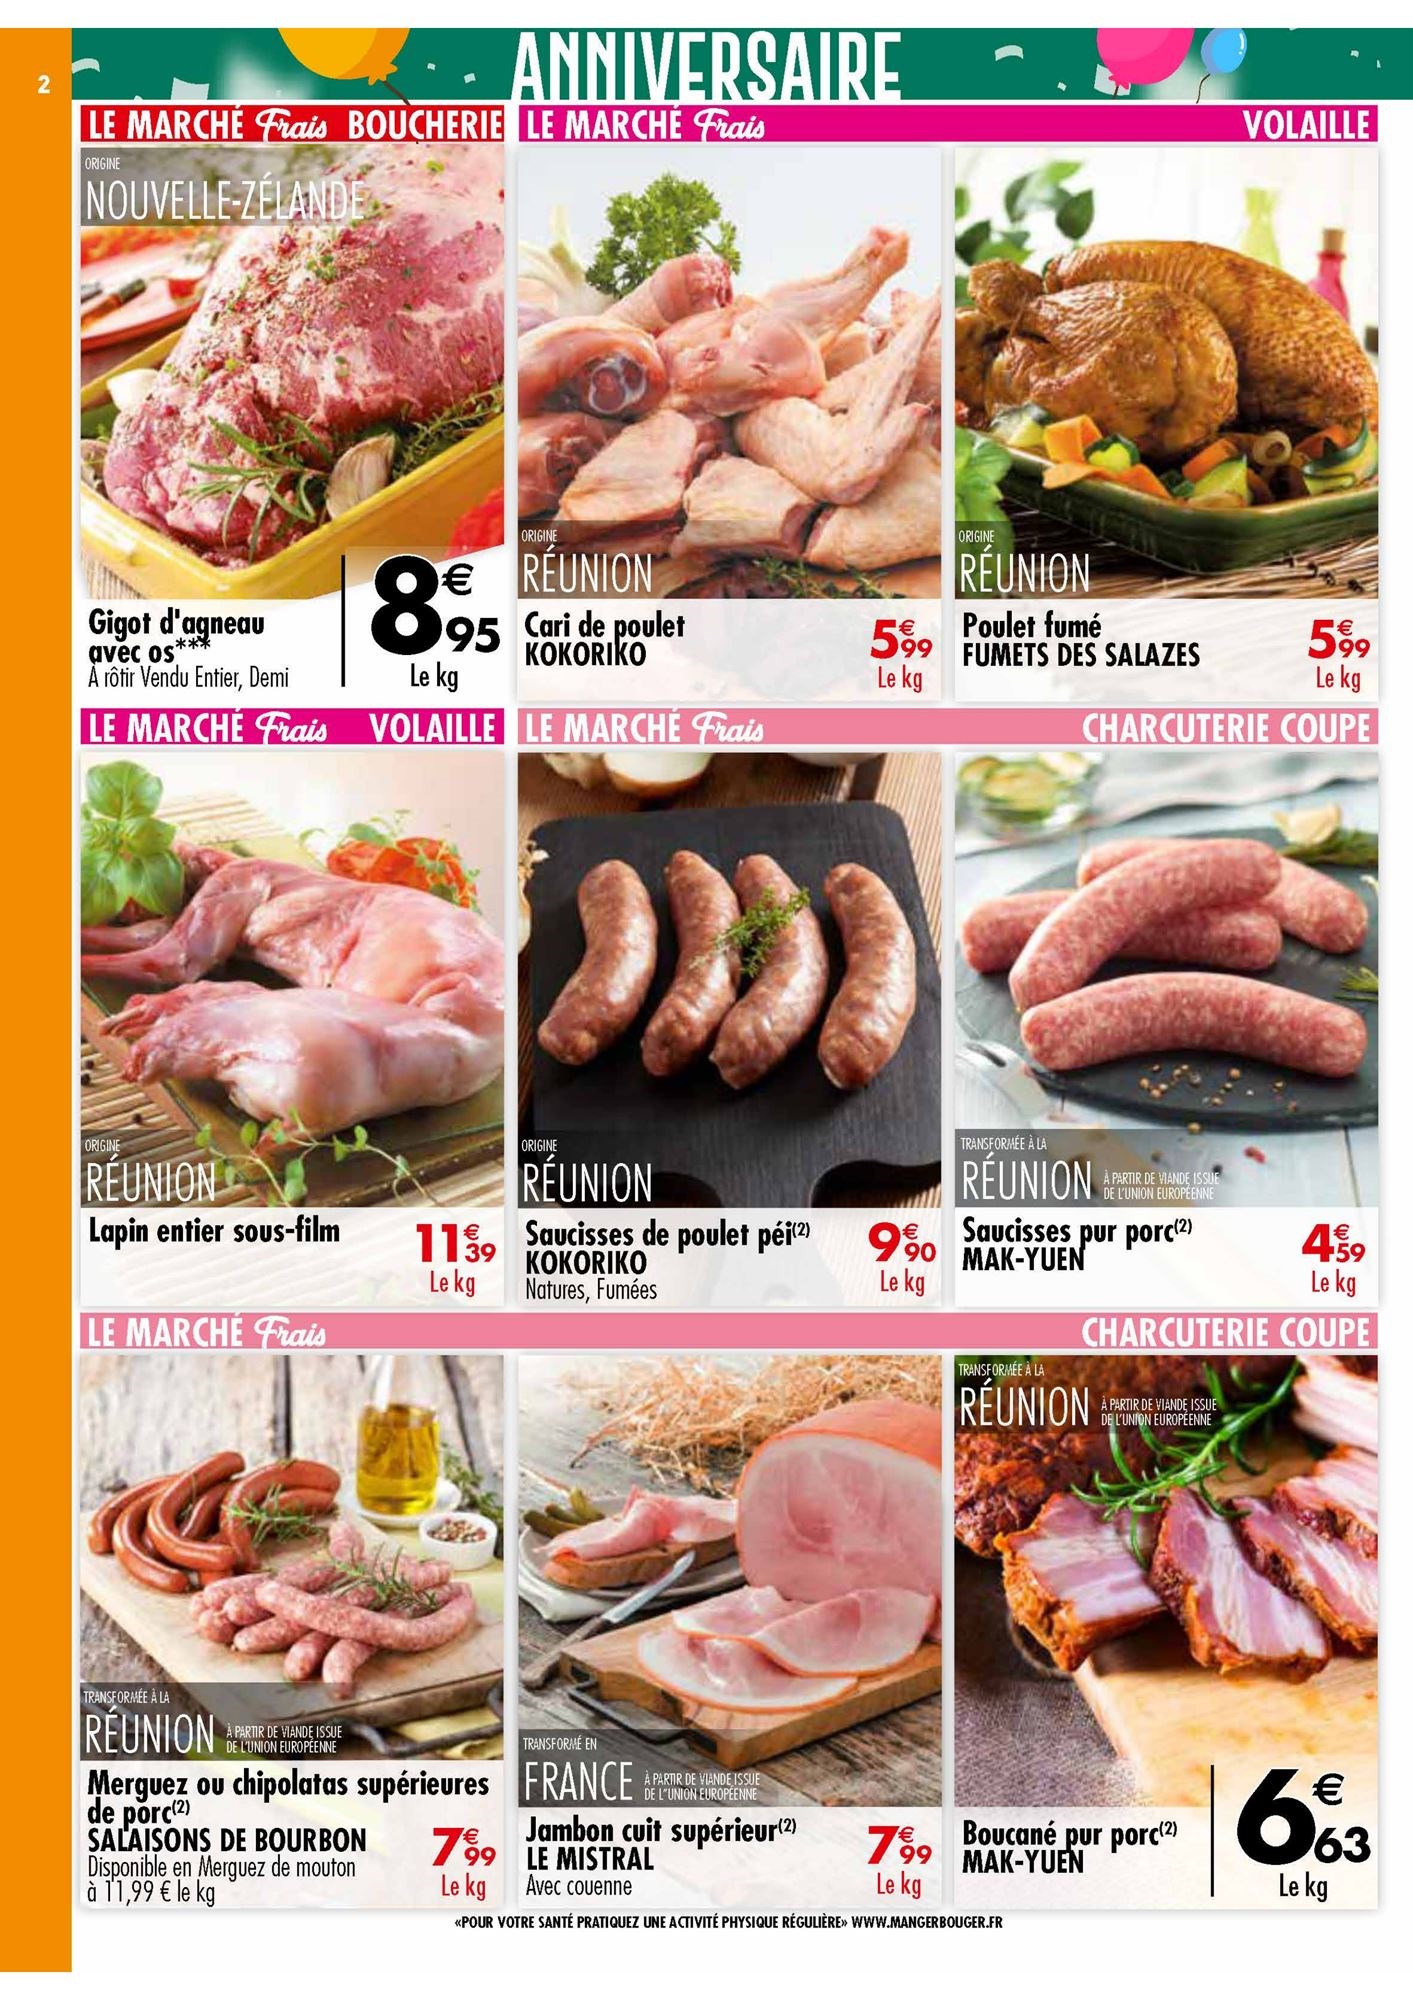 2
ANNIVERSAIRE
LE MARCHÉ Frais BOUCHERIE
ORIGINE
NOUVELLE-ZÉLANDE
Gigot d'agneau
avec os***
À rôtir Vendu Entier, Demi
8€95
Le kg
LE MARCHÉ Frais VOLAILLE
ORIGINE
RÉUNION
Cari de poulet
KOKORIKO
5€99
Le kg
ORIGINE
RÉUNION
Poulet fumé
FUMETS DES SALAZES
5€99
Le kg
LE MARCHÉ Frais VOLAILLE
ORIGINE
RÉUNION
Lapin entier sous-film
11€39
Le kg
LE MARCHÉ Frais CHARCUTERIE COUPE
ORIGINE
RÉUNION
Saucisses de poulet péi(2)
KOKORIKO
Natures, Fumées
9€90
Le kg
TRANSFORMÉE À LA
RÉUNION À PARTIR DE VIANDE ISSUE
DE L'UNION EUROPÉENNE
Saucisses pur porc(2)
MAK-YUEN
4€59
Le kg
LE MARCHÉ Frais CHARCUTERIE COUPE
TRANSFORMÉE À LA
RÉUNION À PARTIR DE VIANDE ISSUE
DE L'UNION EUROPÉENNE
Merguez ou chipolatas supérieures
de porc(2)
SALAISONS DE BOURBON
Disponible en Merguez de mouton
à 11,99 € le kg
7€99
Le kg
TRANSFORMÉ EN
FRANCE À PARTIR DE VIANDE ISSUE
DE L'UNION EUROPÉENNE
Jambon cuit supérieur(2)
LE MISTRAL
Avec couenne
7€99
Le kg
TRANSFORMÉE À LA
RÉUNION À PARTIR DE VIANDE ISSUE
DE L'UNION EUROPÉENNE
Boucané pur porc(2)
MAK-YUEN
6€63
Le kg
«POUR VOTRE SANTÉ PRATIQUEZ UNE ACTIVITÉ PHYSIQUE RÉGULIÈRE» WWW.MANGERBOUGER.FR